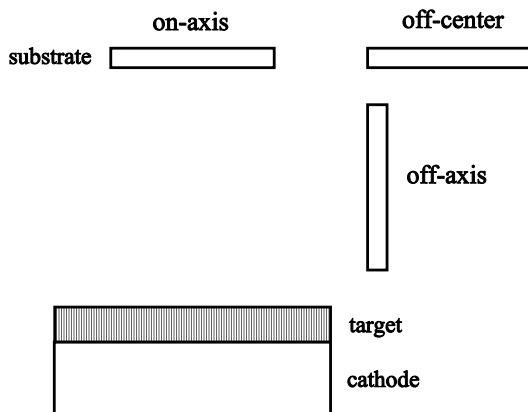 on-axis
off-center
substrate
off-axis
target
cathode